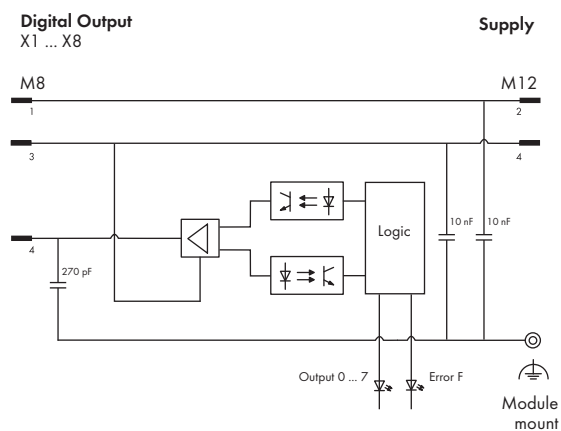 Digital Output
X1 ... X8
Supply
M8
M12
1
2
3
4
10 nF
10 nF
Logic
4
270 pF
Output 0 ... 7
Error F
Module
mount